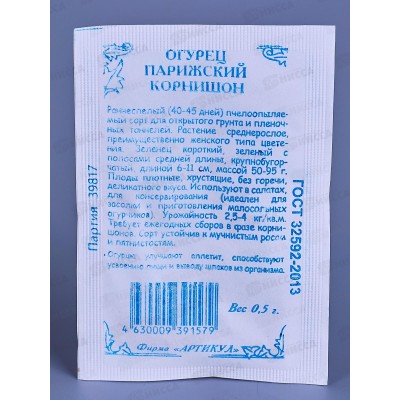 ОГУРЕЦ
ПАРИЖСКИЙ
КОРНИШОН
Раннеспелый (40-45 дней) пчелоопыляе-
мый сорт для открытого грунта и пленоч-
ных тоннелей. Растение среднерослое,
преимущественно женского типа цвете-
ния. Зеленец короткий, зеленый с
полосами средней длины, крупнобугор-
чатый, длиной 6-11 см, массой 50-95 г.
Плоды плотные, хрустящие, без горечи,
деликатного вкуса. Используют в салатах,
для консервирования (идеален для
засолки и приготовления малосольных
огурчиков). Урожайность 2,5-4 кг/кв.м.
Требует ежедневных сборов в фазе корни-
шонов. Сорт устойчив к мучнистым росам
и пятнистостям.
• Огурцы улучшают аппетит, способствуют
усвоению пищи и выводу шлаков из организма.
Вес 0,5 г.
4 630009 391579
Фирма "АРТИКУЛ"
Партия 39817
ГОСТ 32592-2013